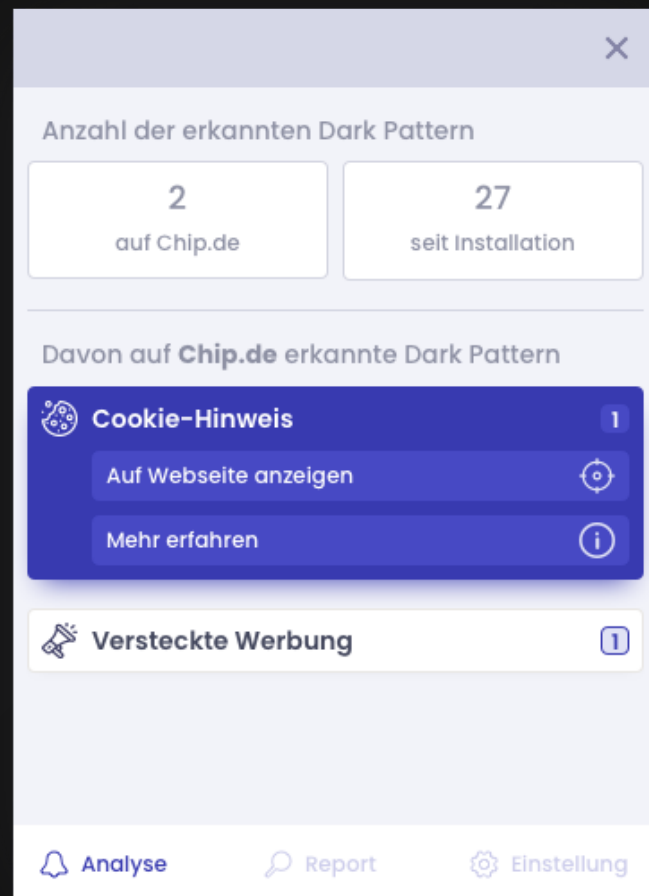 Anzahl der erkannten Dark Pattern
2
auf Chip.de
27
seit Installation
Davon auf Chip.de erkannte Dark Pattern
Cookie-Hinweis 1
Auf Webseite anzeigen
Mehr erfahren
Versteckte Werbung 1
Analyse Report Einstellung